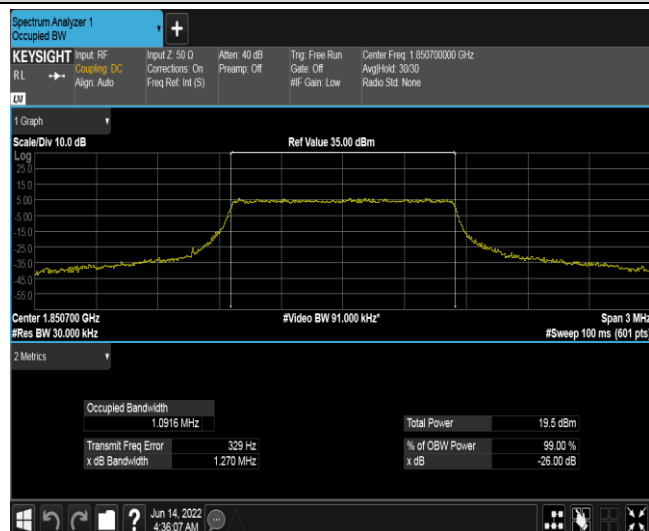 Spectrum Analyzer 1
Occupied BW
+
KEYSIGHT Input: RF Input Z: 50 Ω Atten: 40 dB Trig: Free Run Center Freq: 1.850700000 GHz
RL Coupling: DC Corrections: On Preamp: Off Gate: Off Avg|Hold: 30/30
Align: Auto Freq Ref: Int (S) #IF Gain: Low Radio Std: None
LXI
1 Graph
Scale/Div 10.0 dB Ref Value 35.00 dBm
Log
25.0
15.0
5.00
-5.00
-15.0
-25.0
-35.0
-45.0
-55.0
Center 1.850700 GHz #Video BW 91.000 kHz* Span 3 MHz
#Res BW 30.000 kHz #Sweep 100 ms (601 pts)
2 Metrics
Occupied Bandwidth
1.0916 MHz Total Power 19.5 dBm
Transmit Freq Error 329 Hz % of OBW Power 99.00 %
x dB Bandwidth 1.270 MHz x dB -26.00 dB
? Jun 14, 2022
4:36:07 AM